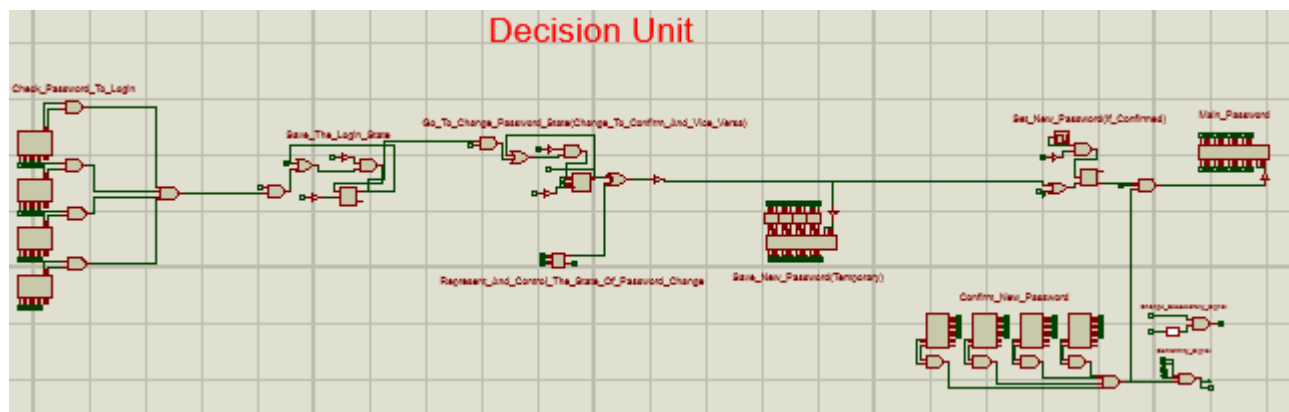 Decision Unit
Check_Password_To_Login
Save_The_Login_State
Go_To_Change_Password_State(Change_To_Confirm_And_Vice_Versa)
Set_New_Password(If_Confirmed)
Main_Password
Represent_And_Control_The_State_Of_Password_Change
Save_New_Password(Temporary)
Confirm_New_Password